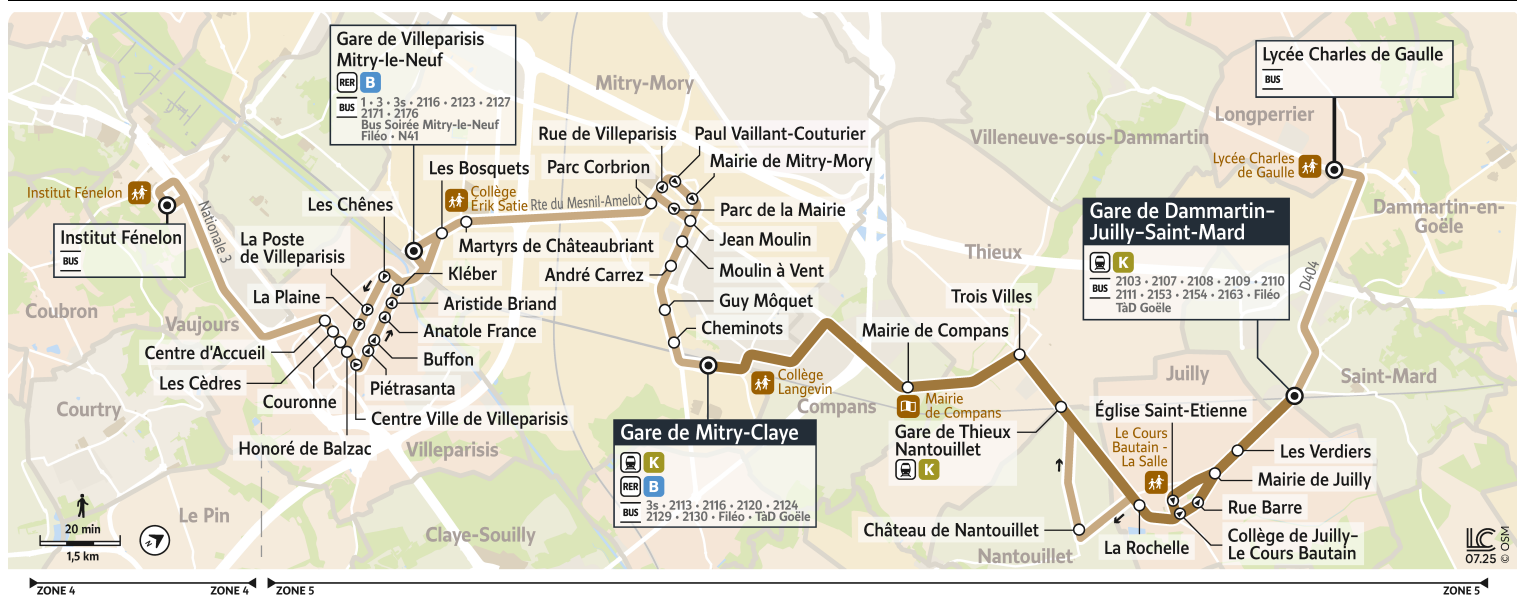 Gare de Villeparisis
Mitry-le-Neuf
RER B
BUS
1 • 3 • 3s • 2116 • 2123 • 2127
2171 • 2176
Bus Soirée Mitry-le-Neuf
Filéo • N41
Lycée Charles de Gaulle
BUS
Mitry-Mory
Longperrier
Villeneuve-sous-Dammartin
Rue de Villeparisis
Paul Vaillant-Couturier
Parc Corbrion
Mairie de Mitry-Mory
Les Bosquets
Lycée Charles
de Gaulle
Institut Fénelon
Collège
Érik Satie
Rte du Mesnil-Amelot
Les Chênes
Parc de la Mairie
Gare de Dammartin-
Juilly-Saint-Mard
K
BUS
2103 • 2107 • 2108 • 2109 • 2110
2111 • 2153 • 2154 • 2163 • Filéo
TàD Goële
Dammartin-en-
Goële
Nationale 3
Institut Fénelon
BUS
La Poste
de Villeparisis
Martyrs de Châteaubriant
Jean Moulin
Thieux
Kléber
André Carrez
Moulin à Vent
D404
La Plaine
Aristide Briand
Guy Môquet
Trois Villes
Coubron
Vaujours
Anatole France
Cheminots
Mairie de Compans
Centre d'Accueil
Buffon
Les Cèdres
Piétrasanta
Collège
Langevin
Juilly
Saint-Mard
Couronne
Compans
Mairie
de Compans
Courtry
Centre Ville de Villeparisis
Église Saint-Etienne
Gare de Mitry-Claye
K
RER B
BUS
3s • 2113 • 2116 • 2120 • 2124
2129 • 2130 • Filéo • TàD Goële
Gare de Thieux
Nantouillet
K
Le Cours
Bautain -
La Salle
Honoré de Balzac
Villeparisis
Les Verdiers
Mairie de Juilly
Rue Barre
Le Pin
Claye-Souilly
Château de Nantouillet
La Rochelle
Collège de Juilly-
Le Cours Bautain
Nantouillet
20 min
1,5 km
LC
07.25
© OSM
ZONE 4
ZONE 4
ZONE 5
ZONE 5